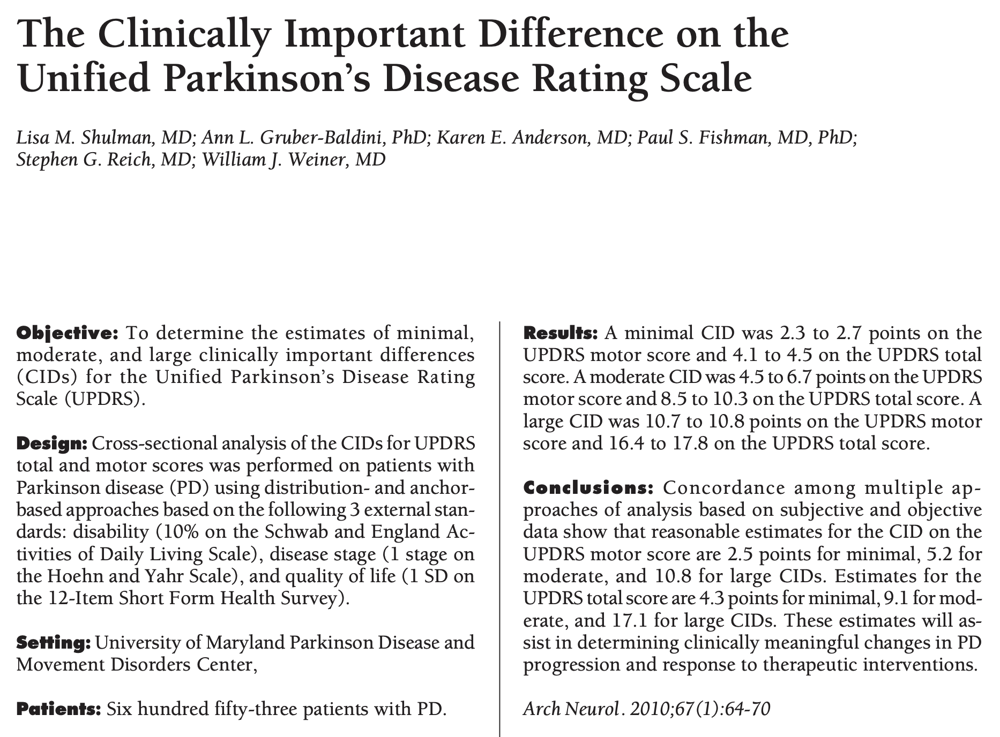 The Clinically Important Difference on the
Unified Parkinson's Disease Rating Scale
Lisa M. Shulman, MD; Ann L. Gruber-Baldini, PhD; Karen E. Anderson, MD; Paul S. Fishman, MD, PhD;
Stephen G. Reich, MD; William J. Weiner, MD
Objective: To determine the estimates of minimal,
moderate, and large clinically important differences
(CIDs) for the Unified Parkinson's Disease Rating
Scale (UPDRS).
Design: Cross-sectional analysis of the CIDs for UPDRS
total and motor scores was performed on patients with
Parkinson disease (PD) using distribution- and anchor-
based approaches based on the following 3 external stan-
dards: disability (10% on the Schwab and England Ac-
tivities of Daily Living Scale), disease stage (1 stage on
the Hoehn and Yahr Scale), and quality of life (1 SD on
the 12-Item Short Form Health Survey).
Setting: University of Maryland Parkinson Disease and
Movement Disorders Center,
Patients: Six hundred fifty-three patients with PD.
Results: A minimal CID was 2.3 to 2.7 points on the
UPDRS motor score and 4.1 to 4.5 on the UPDRS total
score. A moderate CID was 4.5 to 6.7 points on the UPDRS
motor score and 8.5 to 10.3 on the UPDRS total score. A
large CID was 10.7 to 10.8 points on the UPDRS motor
score and 16.4 to 17.8 on the UPDRS total score.
Conclusions: Concordance among multiple ap-
proaches of analysis based on subjective and objective
data show that reasonable estimates for the CID on the
UPDRS motor score are 2.5 points for minimal, 5.2 for
moderate, and 10.8 for large CIDs. Estimates for the
UPDRS total score are 4.3 points for minimal, 9.1 for mod-
erate, and 17.1 for large CIDs. These estimates will as-
sist in determining clinically meaningful changes in PD
progression and response to therapeutic interventions.
Arch Neurol. 2010;67(1):64-70